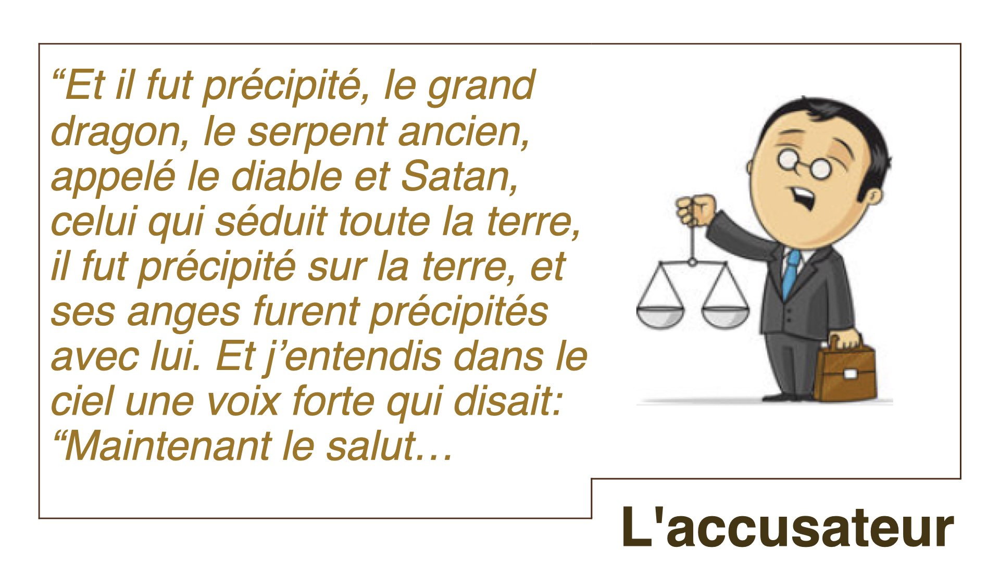 “Et il fut précipité, le grand
dragon, le serpent ancien,
appelé le diable et Satan,
celui qui séduit toute la terre,
il fut précipité sur la terre, et
ses anges furent précipités
avec lui. Et j’entendis dans le
ciel une voix forte qui disait:
“Maintenant le salut…
L'accusateur